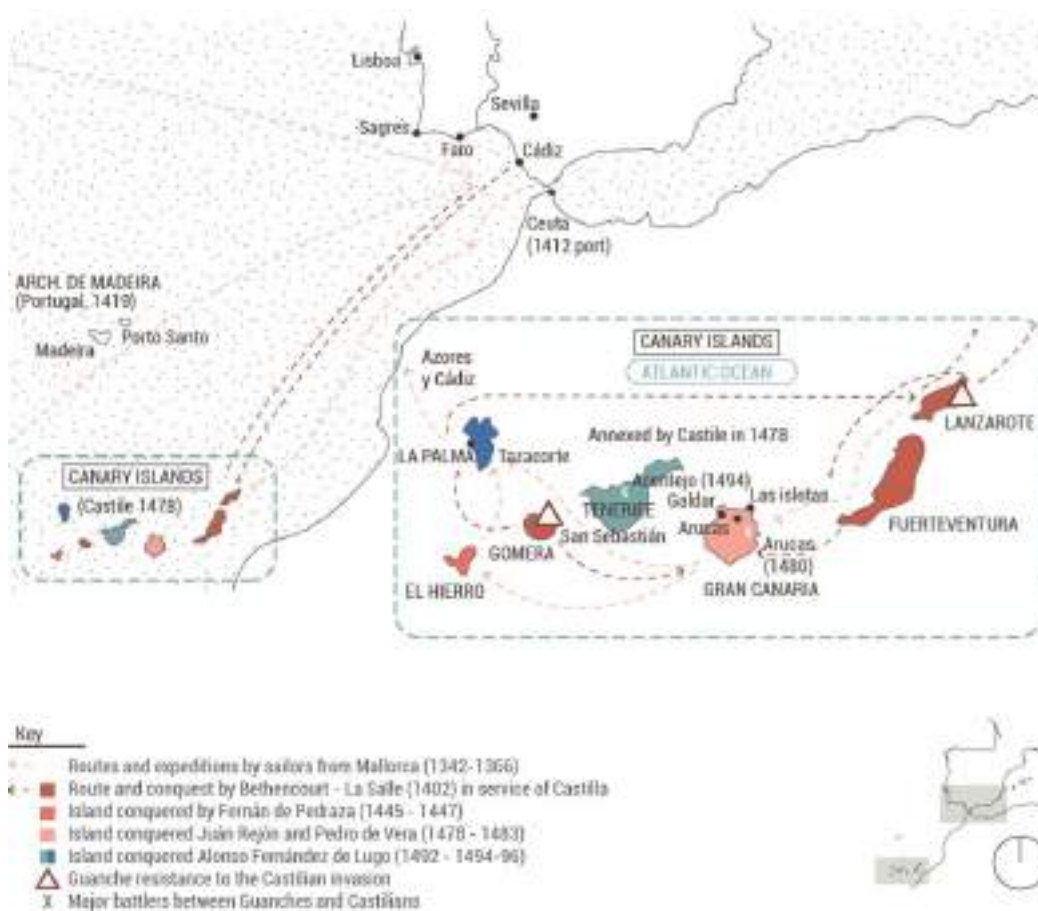 Lisboa
Sevilla
Sagres
Faro
Cádiz
Ceuta
(1412 port)
ARCH. DE MADEIRA
(Portugal, 1419)
Porto Santo
Madeira
CANARY ISLANDS
(Castile 1478)
CANARY ISLANDS
ATLANTIC OCEAN
Azores
y Cádiz
LANZAROTE
Annexed by Castile in 1478
LA PALMA
Tazacorte
Acentejo (1494)
Las isletas
Galdar
TENERIFE
FUERTEVENTURA
Arucas
San Sebastián
GOMERA
Arucas
(1480)
EL HIERRO
GRAN CANARIA
Key
Routes and expeditions by sailors from Mallorca (1342-1366)
Route and conquest by Bethencourt - La Salle (1402) in service of Castilla
Island conquered by Fernán de Pedraza (1445 - 1447)
Island conquered Juán Rejón and Pedro de Vera (1478 - 1483)
Island conquered Alonso Fernández de Lugo (1492 - 1494-96)
Guanche resistance to the Castilian invasion
X Major battlers between Guanches and Castilians